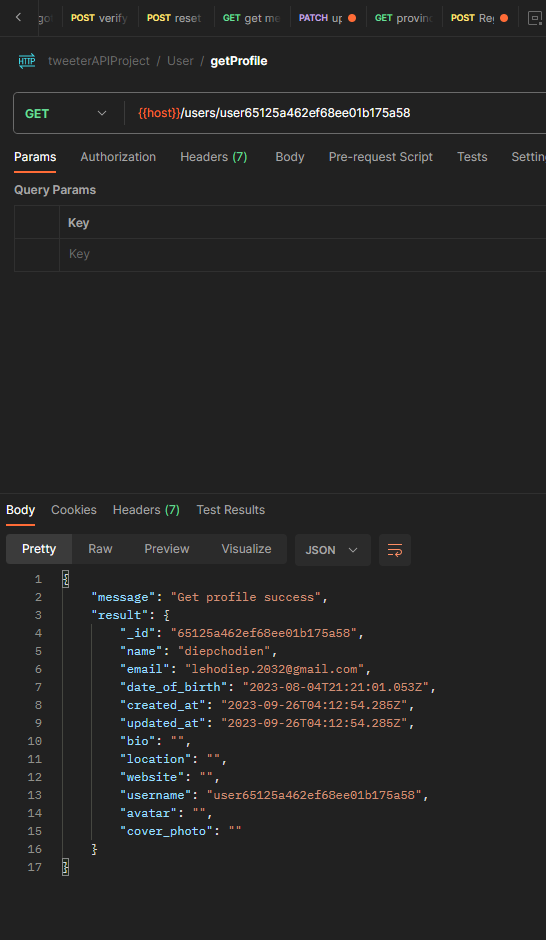 POST verify
POST reset
GET get me
PATCH up
GET provinc
POST Reg
HTTP tweeterAPIProject / User / getProfile
GET {{host}}/users/user65125a462ef68ee01b175a58
Params Authorization Headers (7) Body Pre-request Script Tests Settin
Query Params
Key
Key
Body Cookies Headers (7) Test Results
Pretty Raw Preview Visualize JSON
1 {
2 "message": "Get profile success",
3 "result": {
4 "_id": "65125a462ef68ee01b175a58",
5 "name": "diepchodien",
6 "email": "lehodiep.2032@gmail.com",
7 "date_of_birth": "2023-08-04T21:21:01.053Z",
8 "created_at": "2023-09-26T04:12:54.285Z",
9 "updated_at": "2023-09-26T04:12:54.285Z",
10 "bio": "",
11 "location": "",
12 "website": "",
13 "username": "user65125a462ef68ee01b175a58",
14 "avatar": "",
15 "cover_photo": ""
16 }
17 }